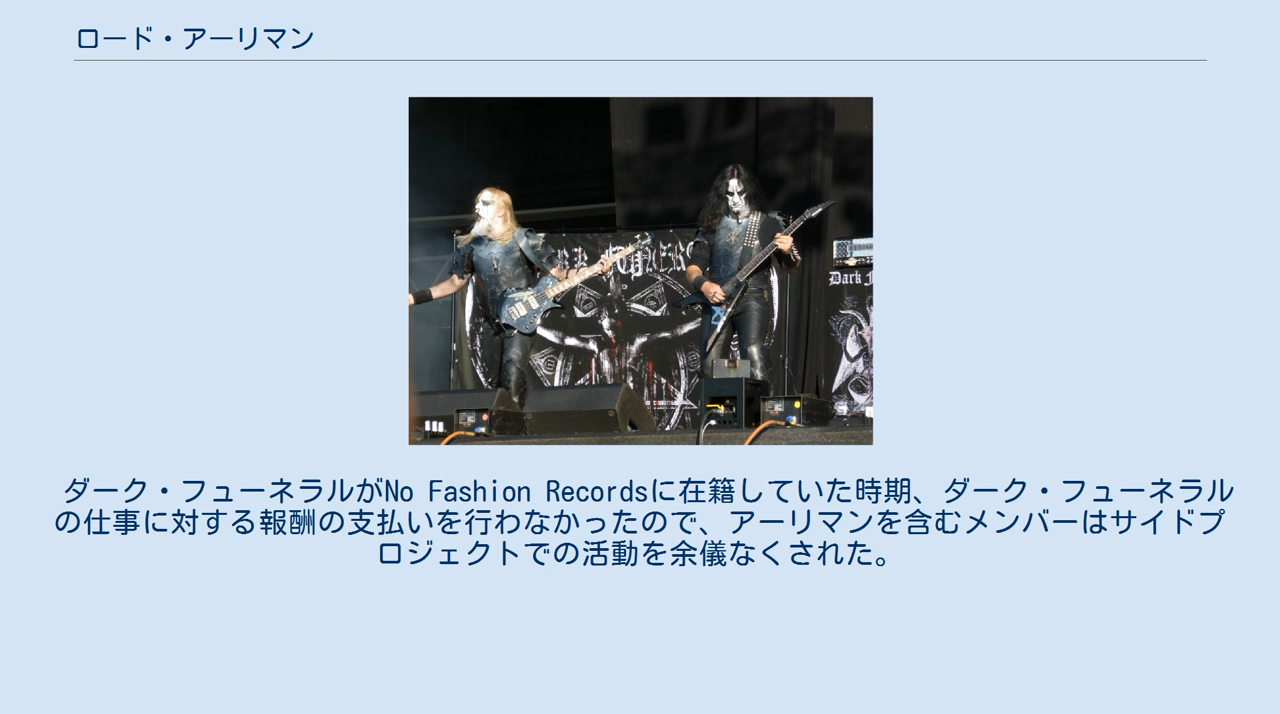 ロード・アーリマン
Dark F
ダーク・フューネラルがNo Fashion Recordsに在籍していた時期、ダーク・フューネラル
の仕事に対する報酬の支払いを行わなかったので、アーリマンを含むメンバーはサイドプ
ロジェクトでの活動を余儀なくされた。